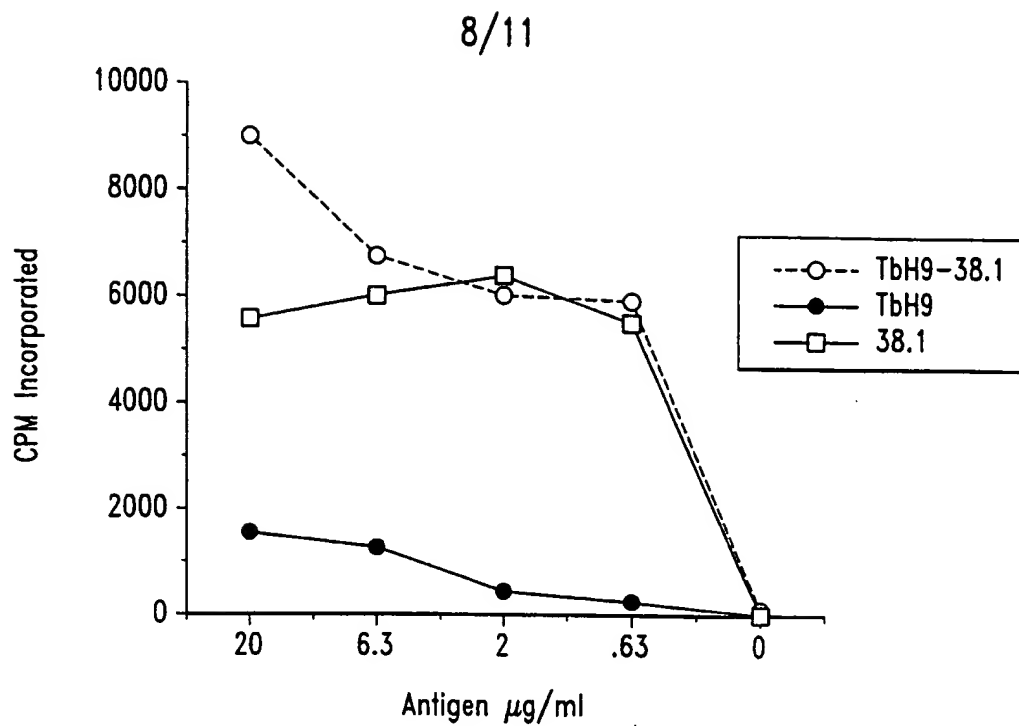 8/11
10000
8000
6000
4000
2000
0
CPM Incorporated
20 6.3 2 .63 0
Antigen μg/ml
TbH9-38.1
TbH9
38.1